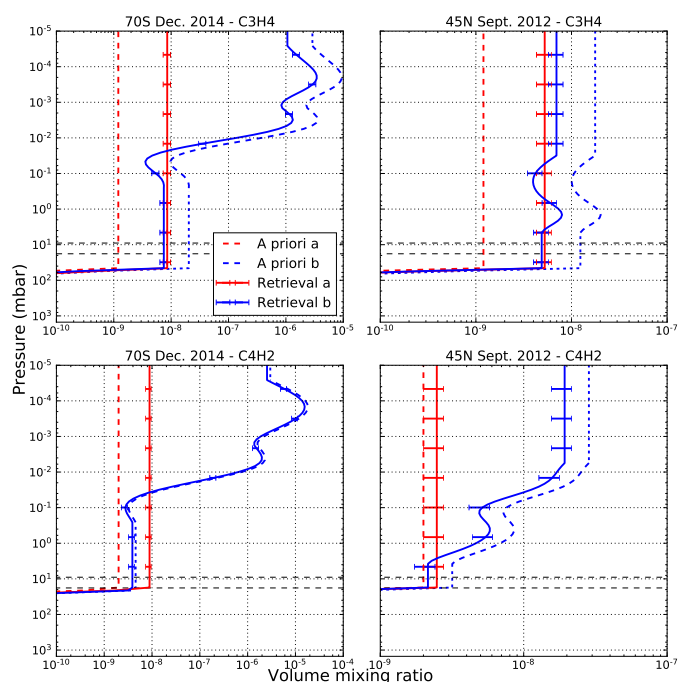 70S Dec. 2014 - C3H4
45N Sept. 2012 - C3H4
10^-5
10^-4
10^-3
10^-2
10^-1
10^0
10^1
10^2
10^3
A priori a
A priori b
Retrieval a
Retrieval b
10^-10 10^-9 10^-8 10^-7 10^-6 10^-5
10^-10 10^-9 10^-8 10^-7
Pressure (mbar)
70S Dec. 2014 - C4H2
45N Sept. 2012 - C4H2
10^-5
10^-4
10^-3
10^-2
10^-1
10^0
10^1
10^2
10^3
10^-10 10^-9 10^-8 10^-7 10^-6 10^-5 10^-4
10^-9 10^-8 10^-7
Volume mixing ratio